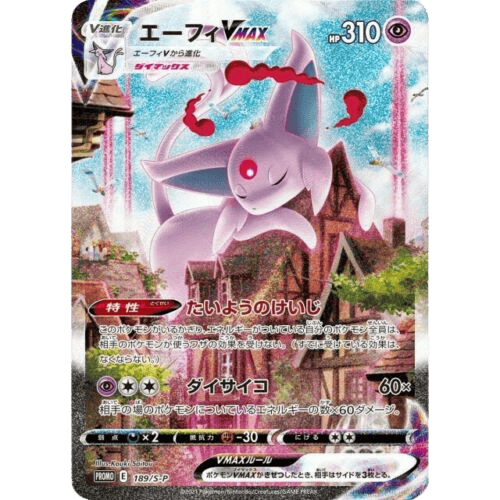 V進化
エーフィVMAX
HP310
エーフィVから進化
ダイマックス
特性
とくせい
たいようのけいじ
このポケモンがいるかぎり、エネルギーがついている自分のポケモン全員は、
相手のポケモンが使うワザの効果を受けない。(すでに受けている効果は、
なくならない。)
ダイサイコ
60×
相手の場のポケモンについているエネルギーの数×60ダメージ。
弱点
×2
抵抗力
-30
にげる
VMAXルール
ポケモンVMAXがきぜつしたとき、相手はサイドを3枚とる。
Illus. Kouki Saitou
PROMO E 189/S-P
©2021 Pokémon/Nintendo/Creatures/GAME FREAK